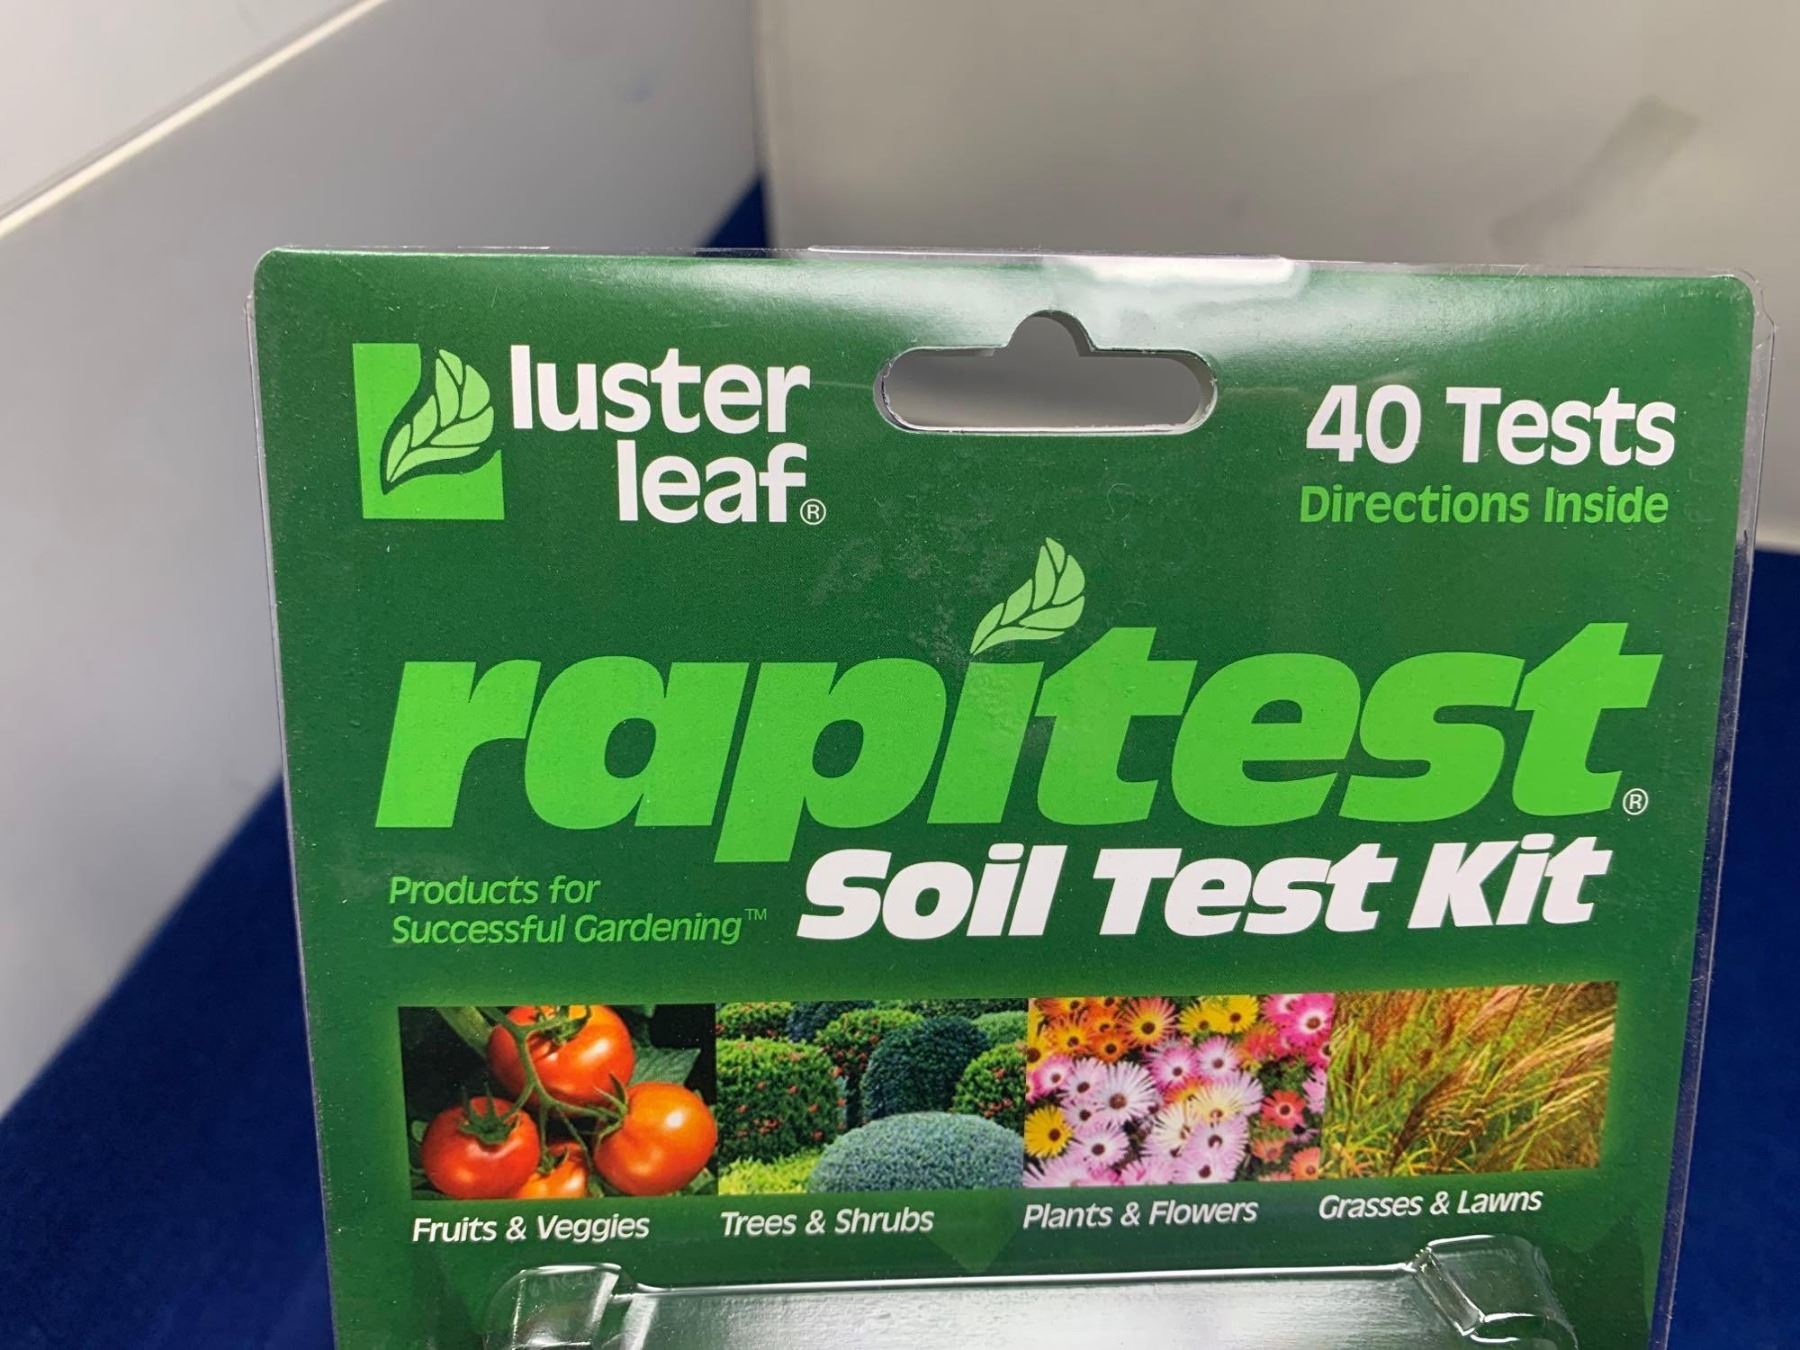 luster
leaf®
40 Tests
Directions Inside
rapitest®
Soil Test Kit
Products for
Successful Gardening™
Fruits & Veggies
Trees & Shrubs
Plants & Flowers
Grasses & Lawns